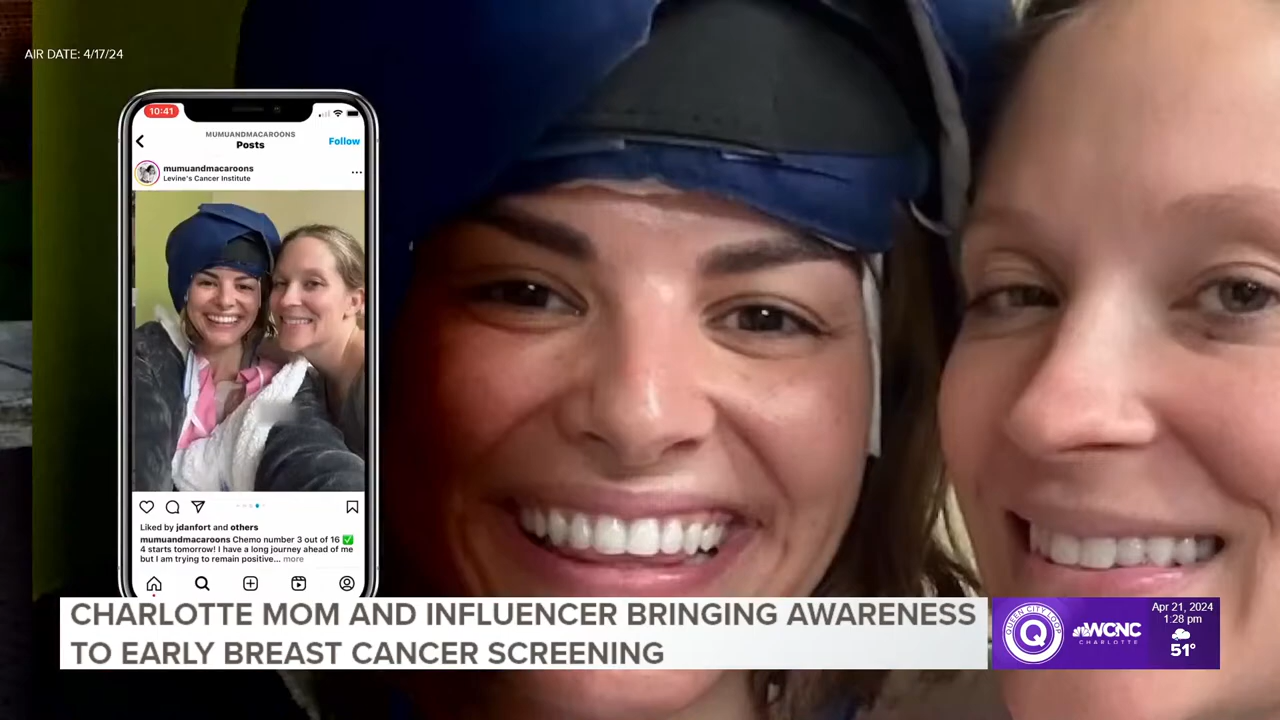 AIR DATE: 4/17/24
10:41
MUMUANDMACAROONS
Posts
Follow
mumuandmacaroons
Levine's Cancer Institute
Liked by jdanfort and others
mumuandmacaroons Chemo number 3 out of 16 ✅
4 starts tomorrow! I have a long journey ahead of me
but I am trying to remain positive... more
CHARLOTTE MOM AND INFLUENCER BRINGING AWARENESS
TO EARLY BREAST CANCER SCREENING
QUEEN CITY LOOP
Q
WCNC
CHARLOTTE
Apr 21, 2024
1:28 pm
51°